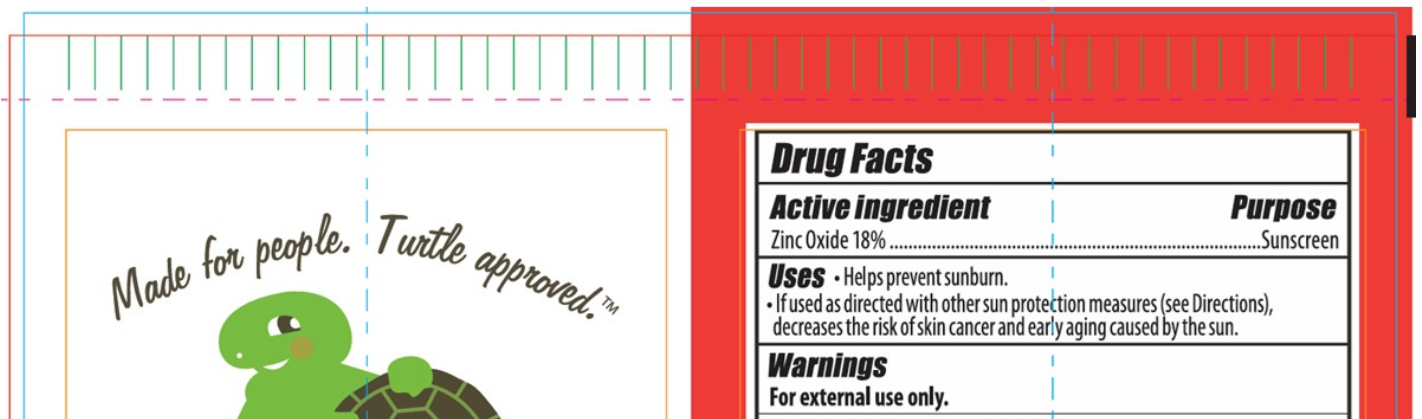 Made for people. Turtle approved.™
Drug Facts
Active ingredient Purpose
Zinc Oxide 18% ........................................................................................Sunscreen
Uses • Helps prevent sunburn.
• If used as directed with other sun protection measures (see Directions),
decreases the risk of skin cancer and early aging caused by the sun.
Warnings
For external use only.